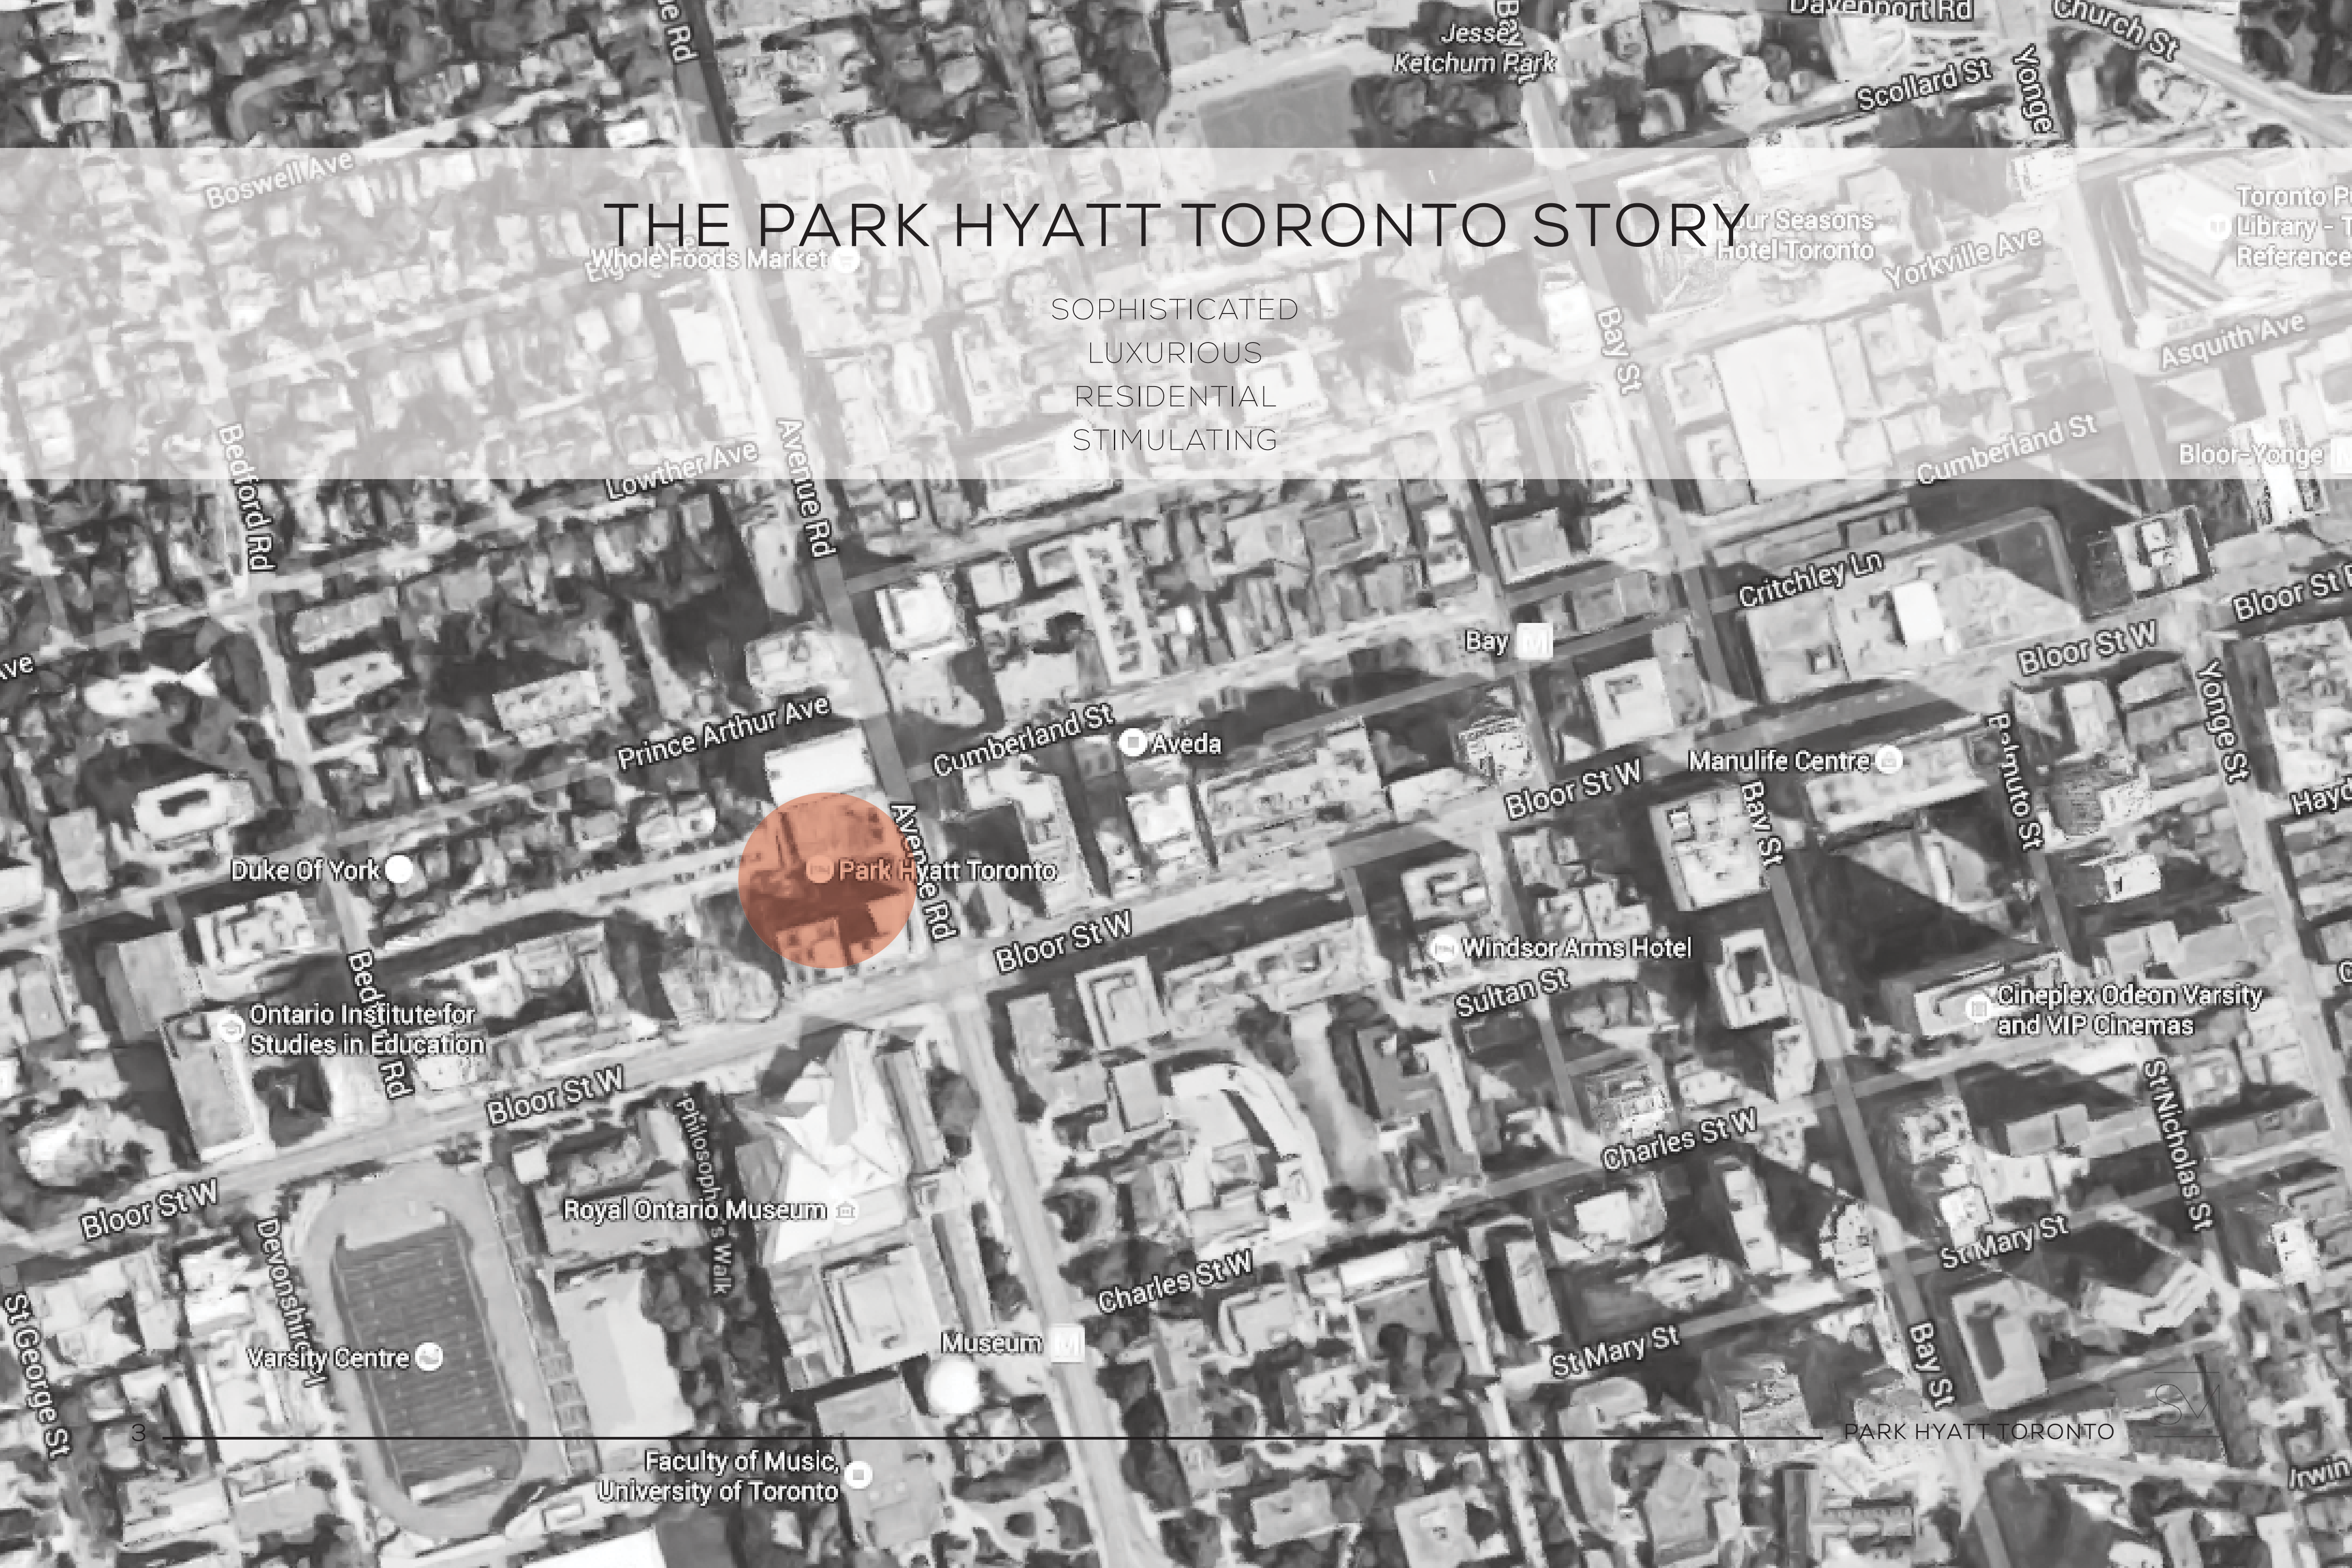 ue Rd
Jesse
Ketchum Park
Davenport Rd
Church St
Scollard St
Yonge
Boswell Ave
THE PARK HYATT TORONTO STORY
Whole Foods Market
Hotel Toronto
Seasons
Yorkville Ave
Toronto P
Library - T
Reference
SOPHISTICATED
LUXURIOUS
RESIDENTIAL
STIMULATING
Bay St
Asquith Ave
Cumberland St
Bloor-Yonge
Bedford Rd
Lowther Ave
Avenue Rd
Critchley Ln
Bloor St
Bay M
Bloor St W
Yonge St
Prince Arthur Ave
Cumberland St
Aveda
Manulife Centre
Bloor St W
Bay St
Balmuto St
Hayd
Duke Of York
Park Hyatt Toronto
Avenue Rd
Bloor St W
Windsor Arms Hotel
Sultan St
Bedford Rd
Ontario Institute for
Studies in Education
Cineplex Odeon Varsity
and VIP Cinemas
Bloor St W
Philosopher's Walk
Charles St W
St Nicholas St
Bloor St W
Royal Ontario Museum
Devonshire Pl
Charles St W
St Mary St
St George St
Varsity Centre
Museum M
St Mary St
Bay St
3
PARK HYATT TORONTO
SM
Faculty of Music,
University of Toronto
Irwin